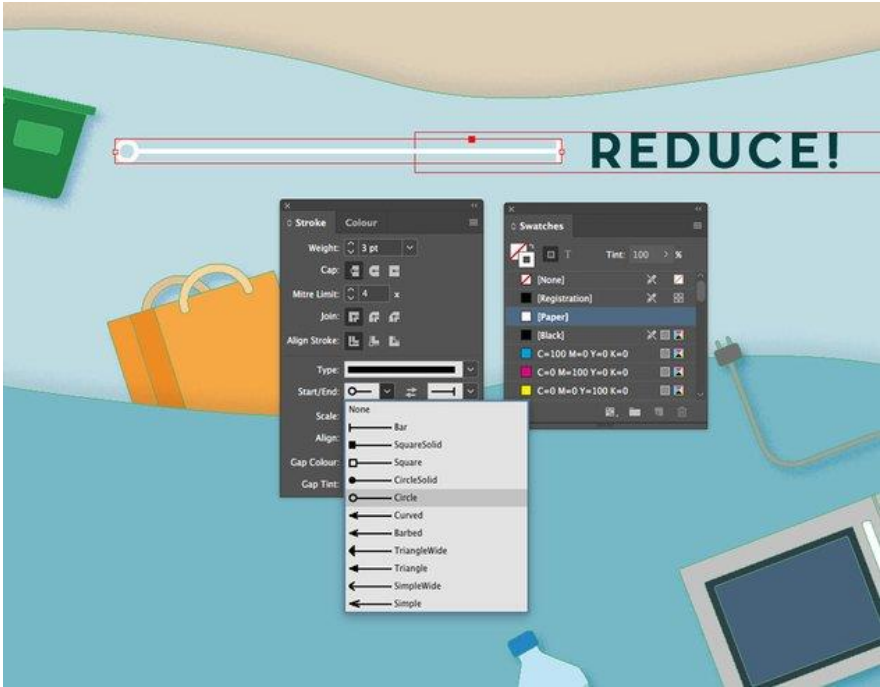 REDUCE!
Stroke Colour
Weight: 3 pt
Cap:
Mitre Limit: 4 x
Join:
Align Stroke:
Type:
Start/End:
Scale:
Align:
Gap Colour:
Gap Tint:
None
Bar
SquareSolid
Square
CircleSolid
Circle
Curved
Barbed
TriangleWide
Triangle
SimpleWide
Simple
Swatches
T Tint: 100 > %
[None]
[Registration]
[Paper]
[Black]
C=100 M=0 Y=0 K=0
C=0 M=100 Y=0 K=0
C=0 M=0 Y=100 K=0